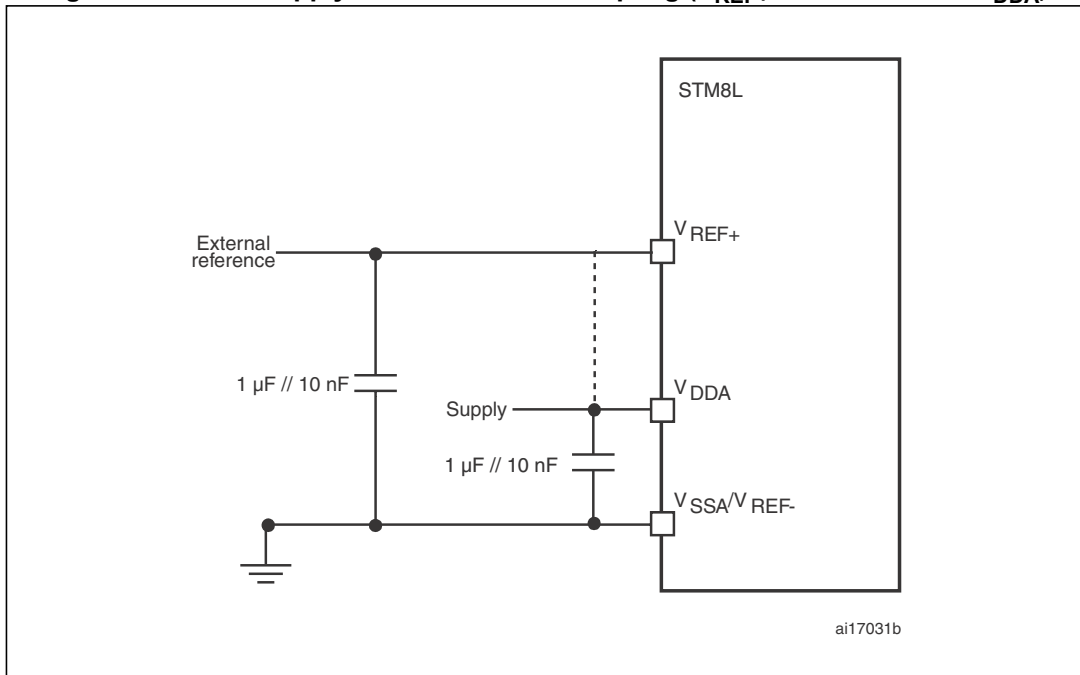 STM8L
V REF+
External
reference
1 µF // 10 nF
V DDA
Supply
1 µF // 10 nF
V SSA/V REF-
ai17031b